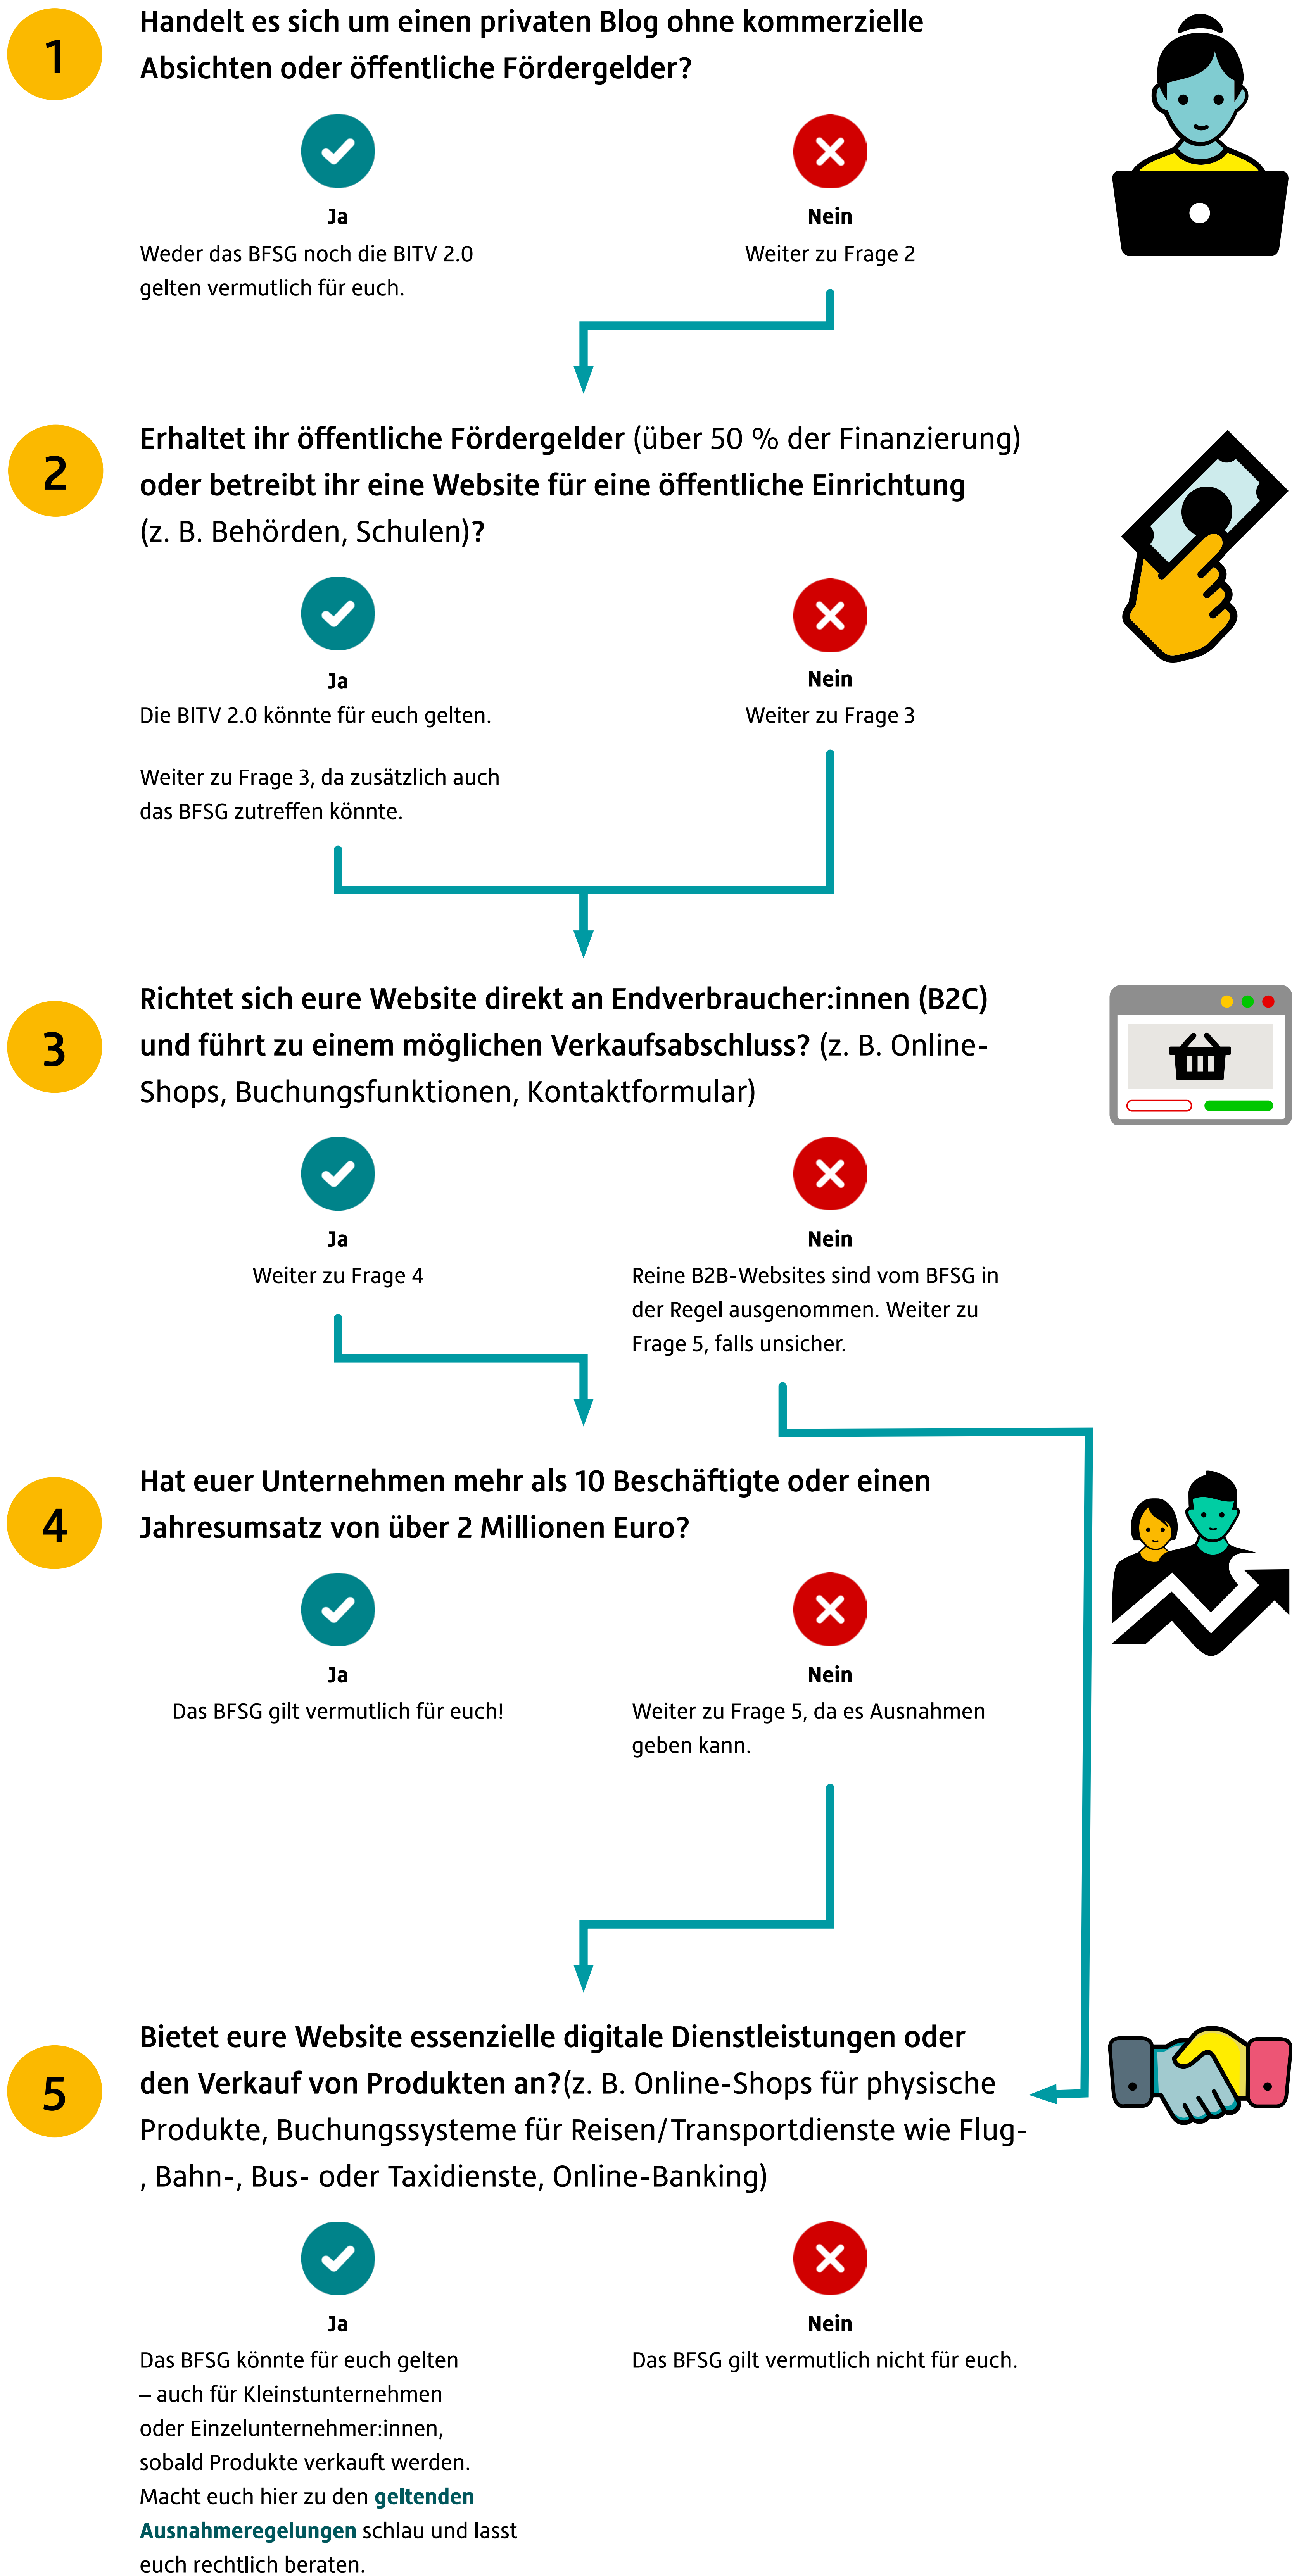 1
Handelt es sich um einen privaten Blog ohne kommerzielle
Absichten oder öffentliche Fördergelder?
Ja
Weder das BFSG noch die BITV 2.0
gelten vermutlich für euch.
Nein
Weiter zu Frage 2
2
Erhaltet ihr öffentliche Fördergelder (über 50 % der Finanzierung)
oder betreibt ihr eine Website für eine öffentliche Einrichtung
(z. B. Behörden, Schulen)?
Ja
Die BITV 2.0 könnte für euch gelten.
Weiter zu Frage 3, da zusätzlich auch
das BFSG zutreffen könnte.
Nein
Weiter zu Frage 3
3
Richtet sich eure Website direkt an Endverbraucher:innen (B2C)
und führt zu einem möglichen Verkaufsabschluss? (z. B. Online-
Shops, Buchungsfunktionen, Kontaktformular)
Ja
Weiter zu Frage 4
Nein
Reine B2B-Websites sind vom BFSG in
der Regel ausgenommen. Weiter zu
Frage 5, falls unsicher.
4
Hat euer Unternehmen mehr als 10 Beschäftigte oder einen
Jahresumsatz von über 2 Millionen Euro?
Ja
Das BFSG gilt vermutlich für euch!
Nein
Weiter zu Frage 5, da es Ausnahmen
geben kann.
5
Bietet eure Website essenzielle digitale Dienstleistungen oder
den Verkauf von Produkten an?(z. B. Online-Shops für physische
Produkte, Buchungssysteme für Reisen/Transportdienste wie Flug-
, Bahn-, Bus- oder Taxidienste, Online-Banking)
Ja
Das BFSG könnte für euch gelten
– auch für Kleinstunternehmen
oder Einzelunternehmer:innen,
sobald Produkte verkauft werden.
Macht euch hier zu den geltenden
Ausnahmeregelungen schlau und lasst
euch rechtlich beraten.
Nein
Das BFSG gilt vermutlich nicht für euch.